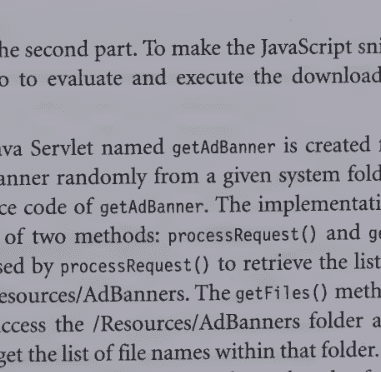 he second part. To make the JavaScript sni
o to evaluate and execute the download
ava Servlet named getAdBanner is created
anner randomly from a given system fold
ce code of getAdBanner. The implementati
of two methods: processRequest() and ge
sed by processRequest() to retrieve the list
esources/AdBanners. The getFiles() meth
ccess the /Resources/AdBanners folder a
get the list of file names within that folder.